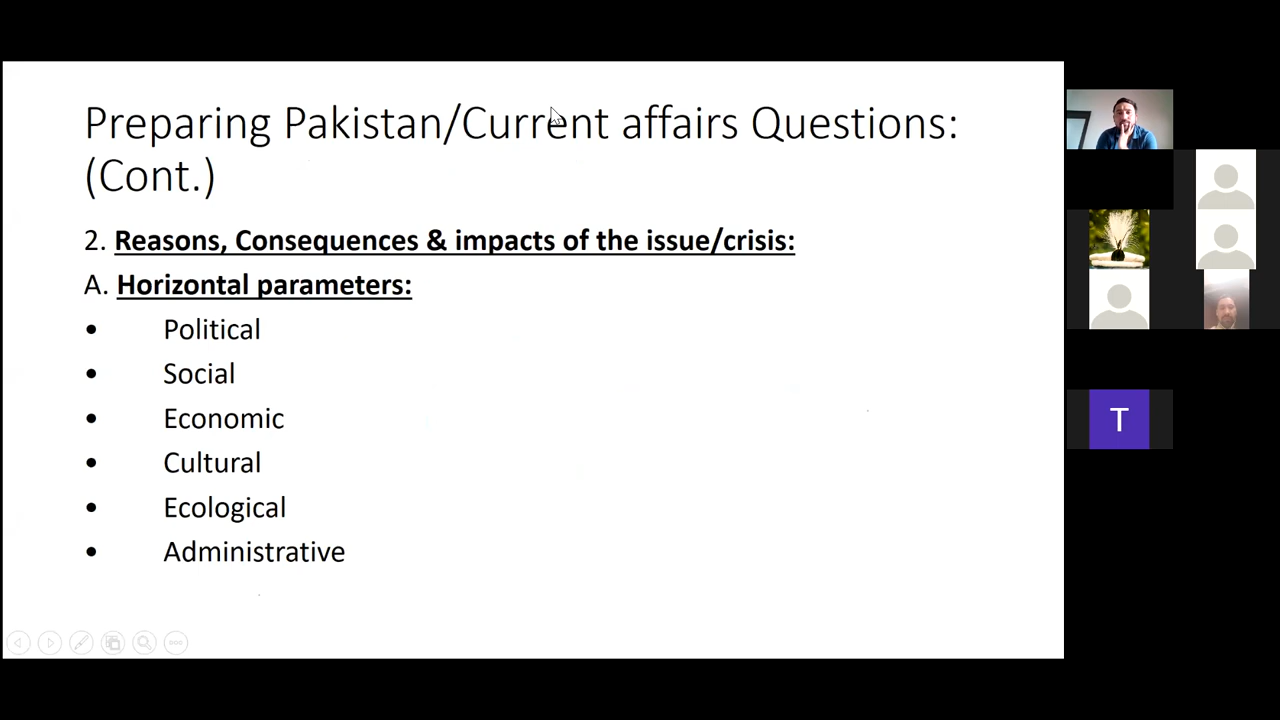 Preparing Pakistan/Current affairs Questions:
(Cont.)
2. Reasons, Consequences & impacts of the issue/crisis:
A. Horizontal parameters:
• Political
• Social
• Economic
• Cultural
• Ecological
• Administrative
T